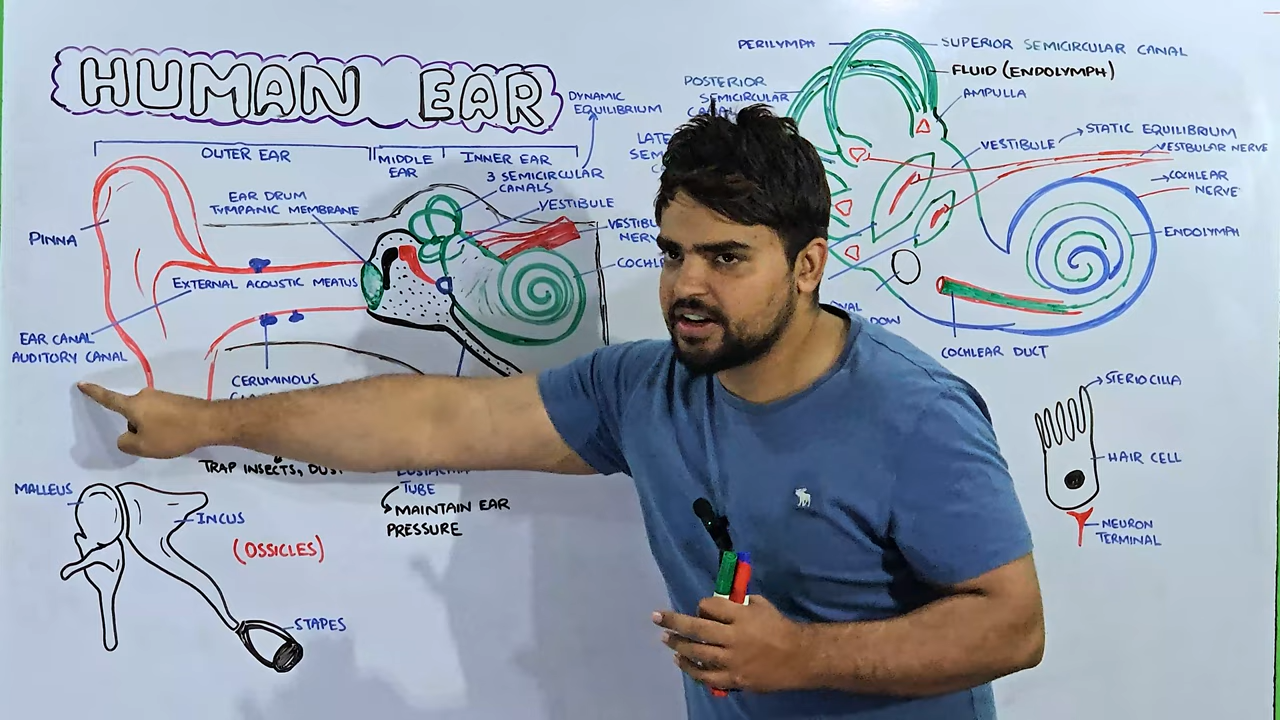 HUMAN EAR
OUTER EAR
MIDDLE
EAR
INNER EAR
DYNAMIC
EQUILIBRIUM
3 SEMICIRCULAR
CANALS
VESTIBULE
EAR DRUM
TYMPANIC MEMBRANE
PINNA
EXTERNAL ACOUSTIC MEATUS
EAR CANAL
AUDITORY CANAL
CERUMINOUS
TRAP INSECTS, DUST
TUBE
MAINTAIN EAR
PRESSURE
MALLEUS
INCUS
(OSSICLES)
STAPES
PERILYMPH
SUPERIOR SEMICIRCULAR CANAL
FLUID (ENDOLYMPH)
AMPULLA
POSTERIOR
SEMICIRCULAR
VESTIBULE
STATIC EQUILIBRIUM
VESTBULAR NERVE
COCHLEAR
NERVE
ENDOLYMPH
COCHLEAR DUCT
STERIOCILLA
HAIR CELL
NEURON
TERMINAL